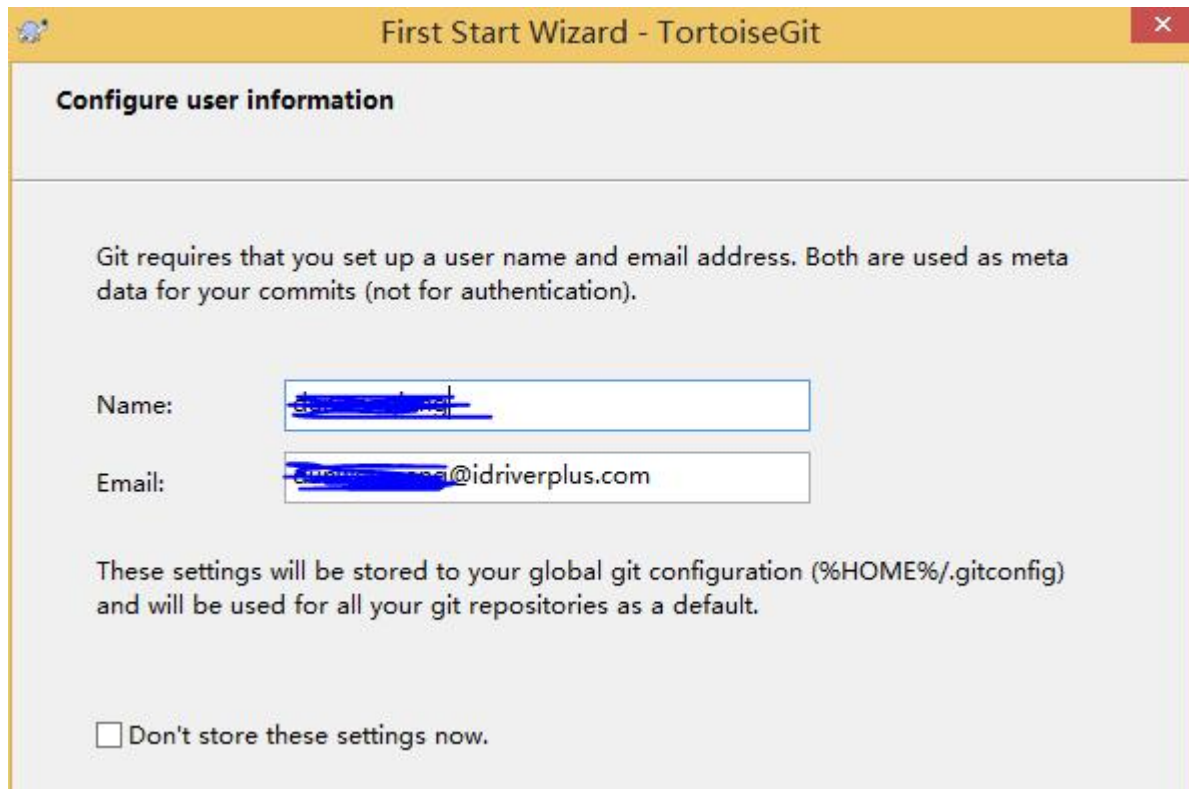 First Start Wizard - TortoiseGit
Configure user information
Git requires that you set up a user name and email address. Both are used as meta
data for your commits (not for authentication).
Name:
Email: @idriverplus.com
These settings will be stored to your global git configuration (%HOME%/.gitconfig)
and will be used for all your git repositories as a default.
Don't store these settings now.